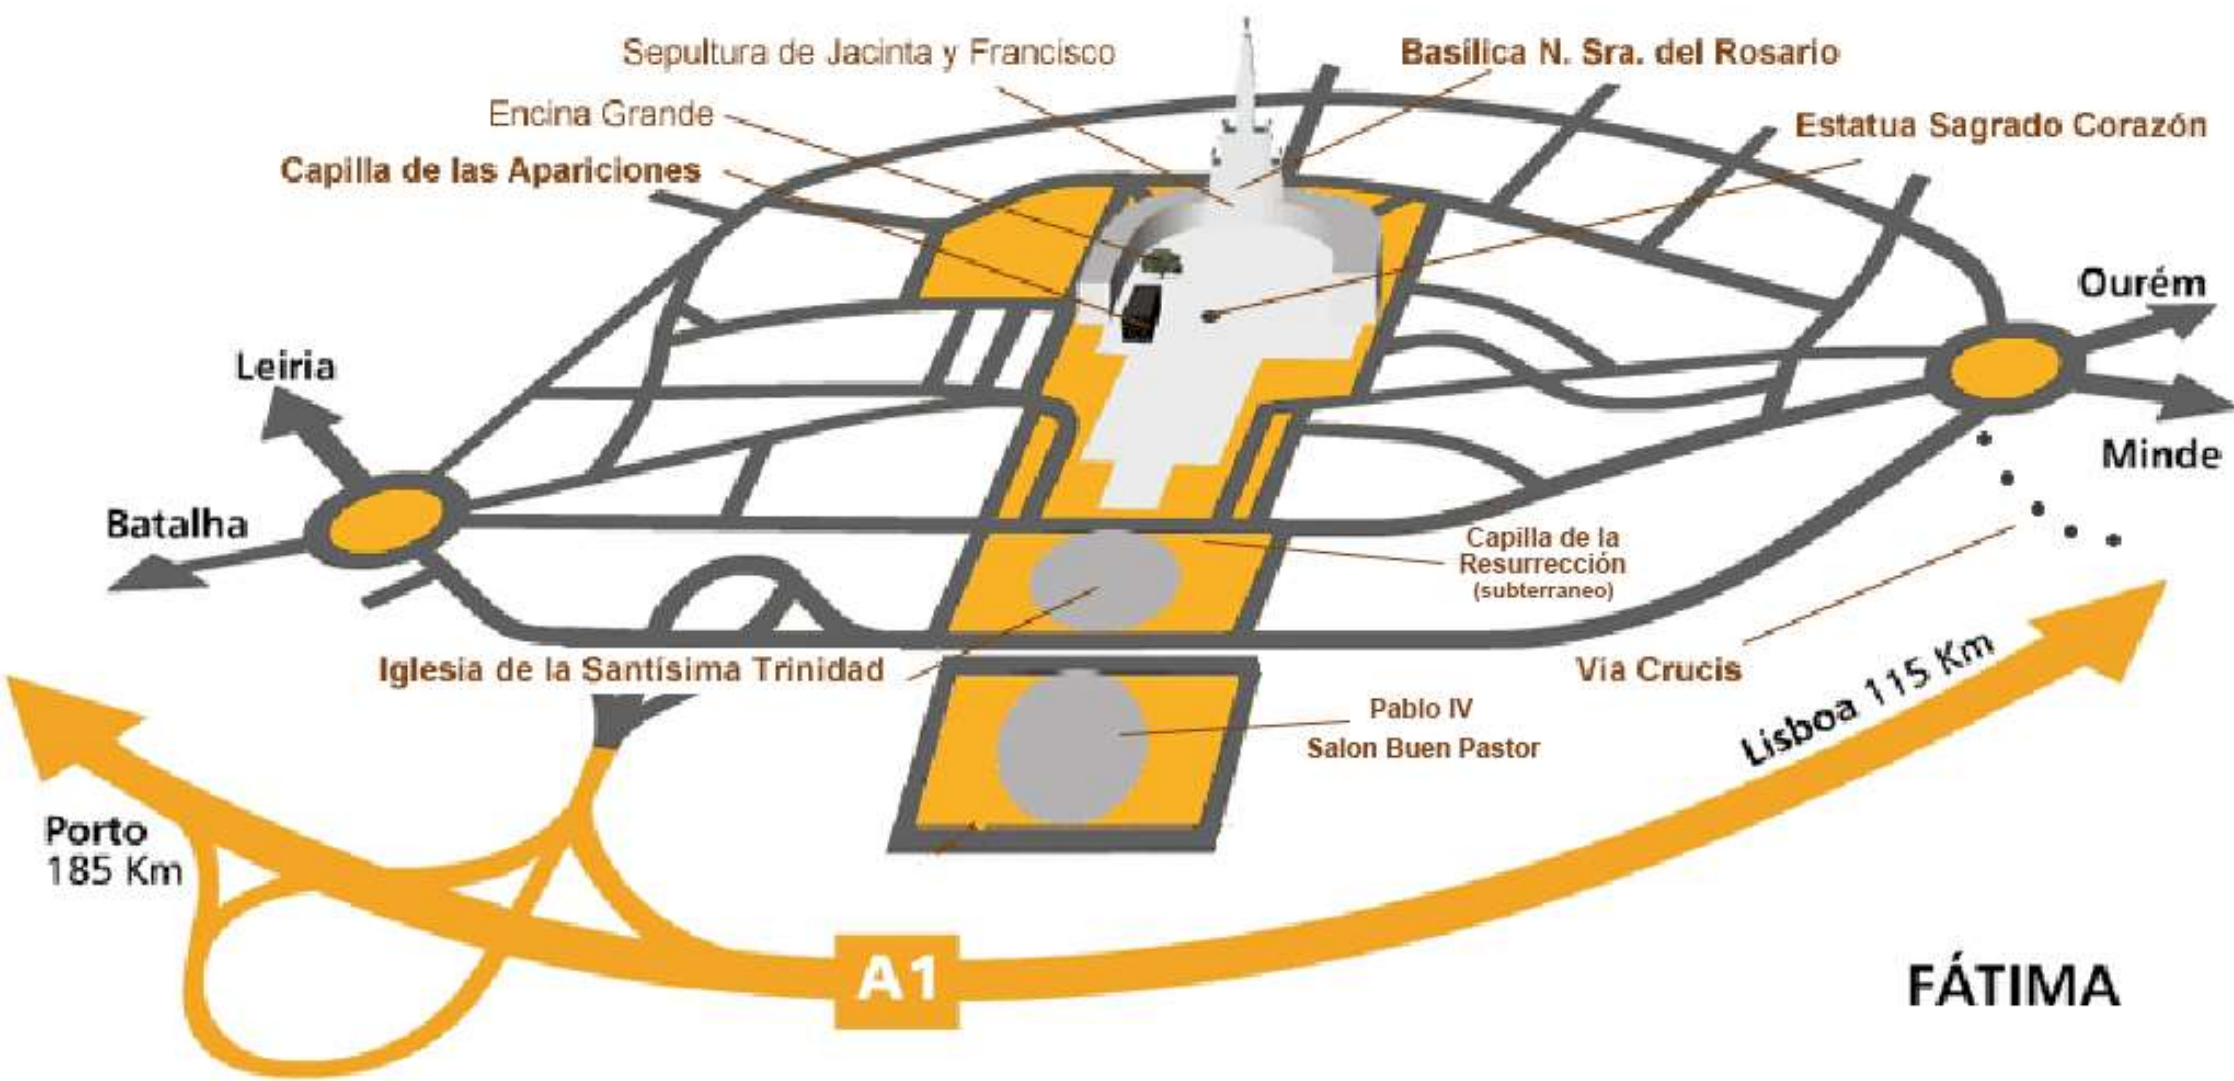 Sepultura de Jacinta y Francisco
Basílica N. Sra. del Rosario
Encina Grande
Estatua Sagrado Corazón
Capilla de las Apariciones
Ourém
Leiria
Minde
Batalha
Capilla de la
Resurrección
(subterraneo)
Iglesia de la Santísima Trinidad
Vía Crucis
Pablo IV
Salon Buen Pastor
Lisboa 115 Km
Porto
185 Km
A1
FÁTIMA